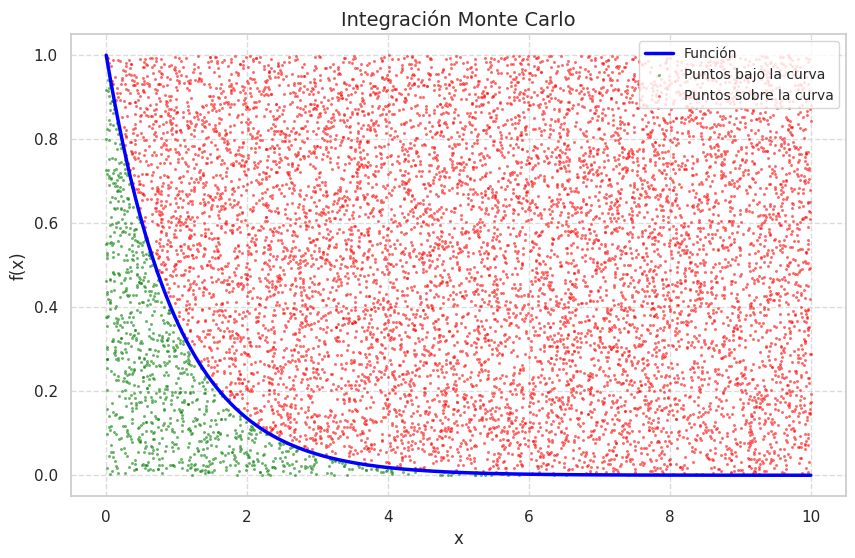 Integración Monte Carlo
Función
Puntos bajo la curva
Puntos sobre la curva
f(x)
1.0
0.8
0.6
0.4
0.2
0.0
0 2 4 6 8 10
x